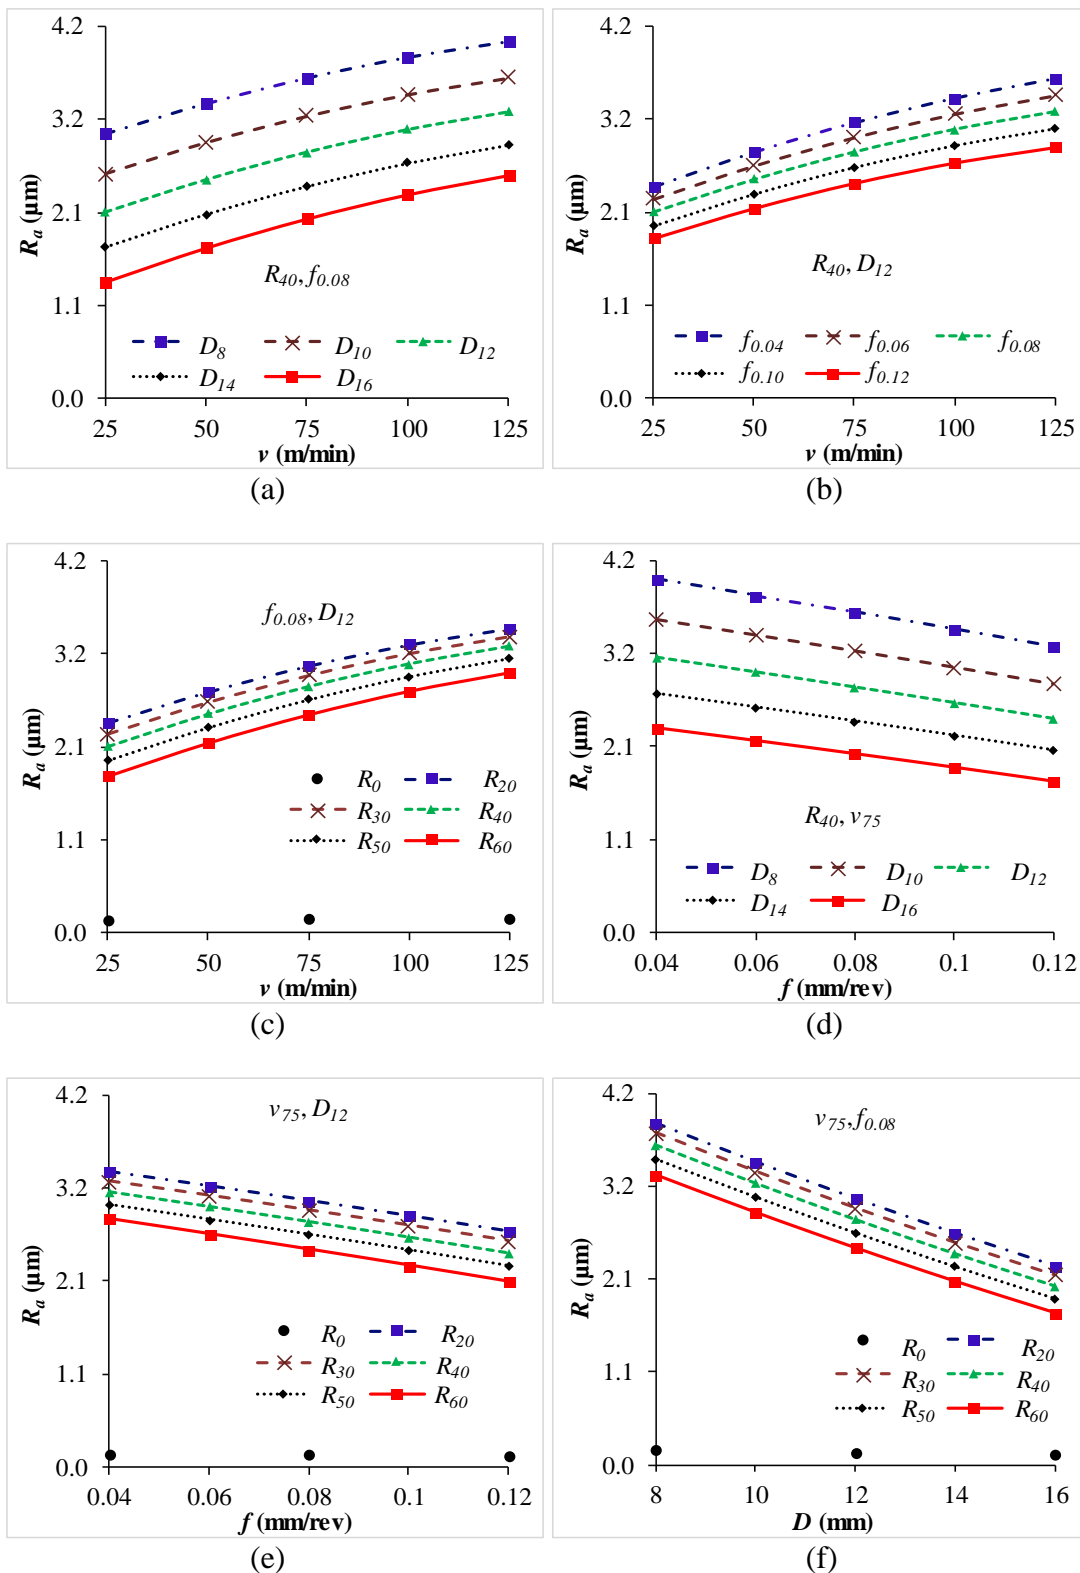 4.2
3.2
2.1
1.1
0.0
Ra (μm)
R40, f0.08
D8 D10 D12
D14 D16
25 50 75 100 125
v (m/min)
(a)
4.2
3.2
2.1
1.1
0.0
Ra (μm)
R40, D12
f0.04 f0.06 f0.08
f0.10 f0.12
25 50 75 100 125
v (m/min)
(b)
4.2
3.2
2.1
1.1
0.0
Ra (μm)
f0.08, D12
R0 R20
R30 R40
R50 R60
25 50 75 100 125
v (m/min)
(c)
4.2
3.2
2.1
1.1
0.0
Ra (μm)
R40, v75
D8 D10 D12
D14 D16
0.04 0.06 0.08 0.1 0.12
f (mm/rev)
(d)
4.2
3.2
2.1
1.1
0.0
Ra (μm)
v75, D12
R0 R20
R30 R40
R50 R60
0.04 0.06 0.08 0.1 0.12
f (mm/rev)
(e)
4.2
3.2
2.1
1.1
0.0
Ra (μm)
v75, f0.08
R0 R20
R30 R40
R50 R60
8 10 12 14 16
D (mm)
(f)